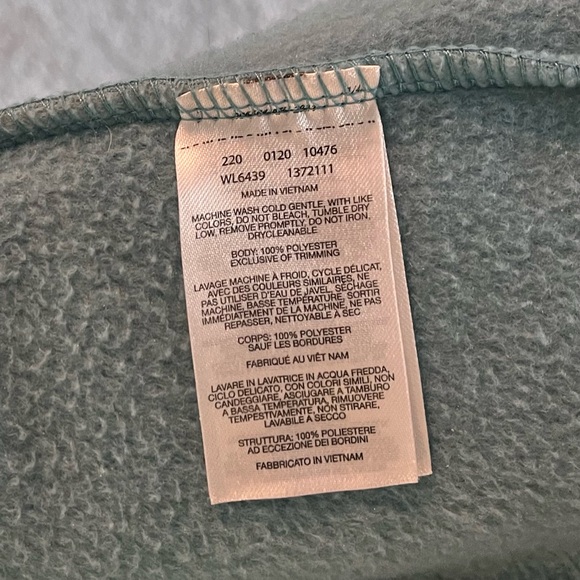 220 0120 10476
WL6439 1372111
MADE IN VIETNAM
MACHINE WASH COLD GENTLE, WITH LIKE
COLORS, DO NOT BLEACH, TUMBLE DRY
LOW, REMOVE PROMPTLY, DO NOT IRON,
DRYCLEANABLE
BODY: 100% POLYESTER
EXCLUSIVE OF TRIMMING
LAVAGE MACHINE À FROID, CYCLE DÉLICAT,
AVEC DES COULEURS SIMILAIRES, NE
PAS UTILISER D'EAU DE JAVEL, SÉCHAGE
MACHINE, BASSE TEMPÉRATURE, SORTIR
IMMÉDIATEMENT DE LA MACHINE, NE PAS
REPASSER, NETTOYABLE À SEC
CORPS: 100% POLYESTER
SAUF LES BORDURES
FABRIQUÉ AU VIÊT NAM
LAVARE IN LAVATRICE IN ACQUA FREDDA,
CICLO DELICATO, CON COLORI SIMILI, NON
CANDEGGIARE, ASCIUGARE A TAMBURO
A BASSA TEMPERATURA, RIMUOVERE
TEMPESTIVAMENTE, NON STIRARE,
LAVABILE A SECCO
STRUTTURA: 100% POLIESTERE
AD ECCEZIONE DEI BORDINI
FABBRICATO IN VIETNAM